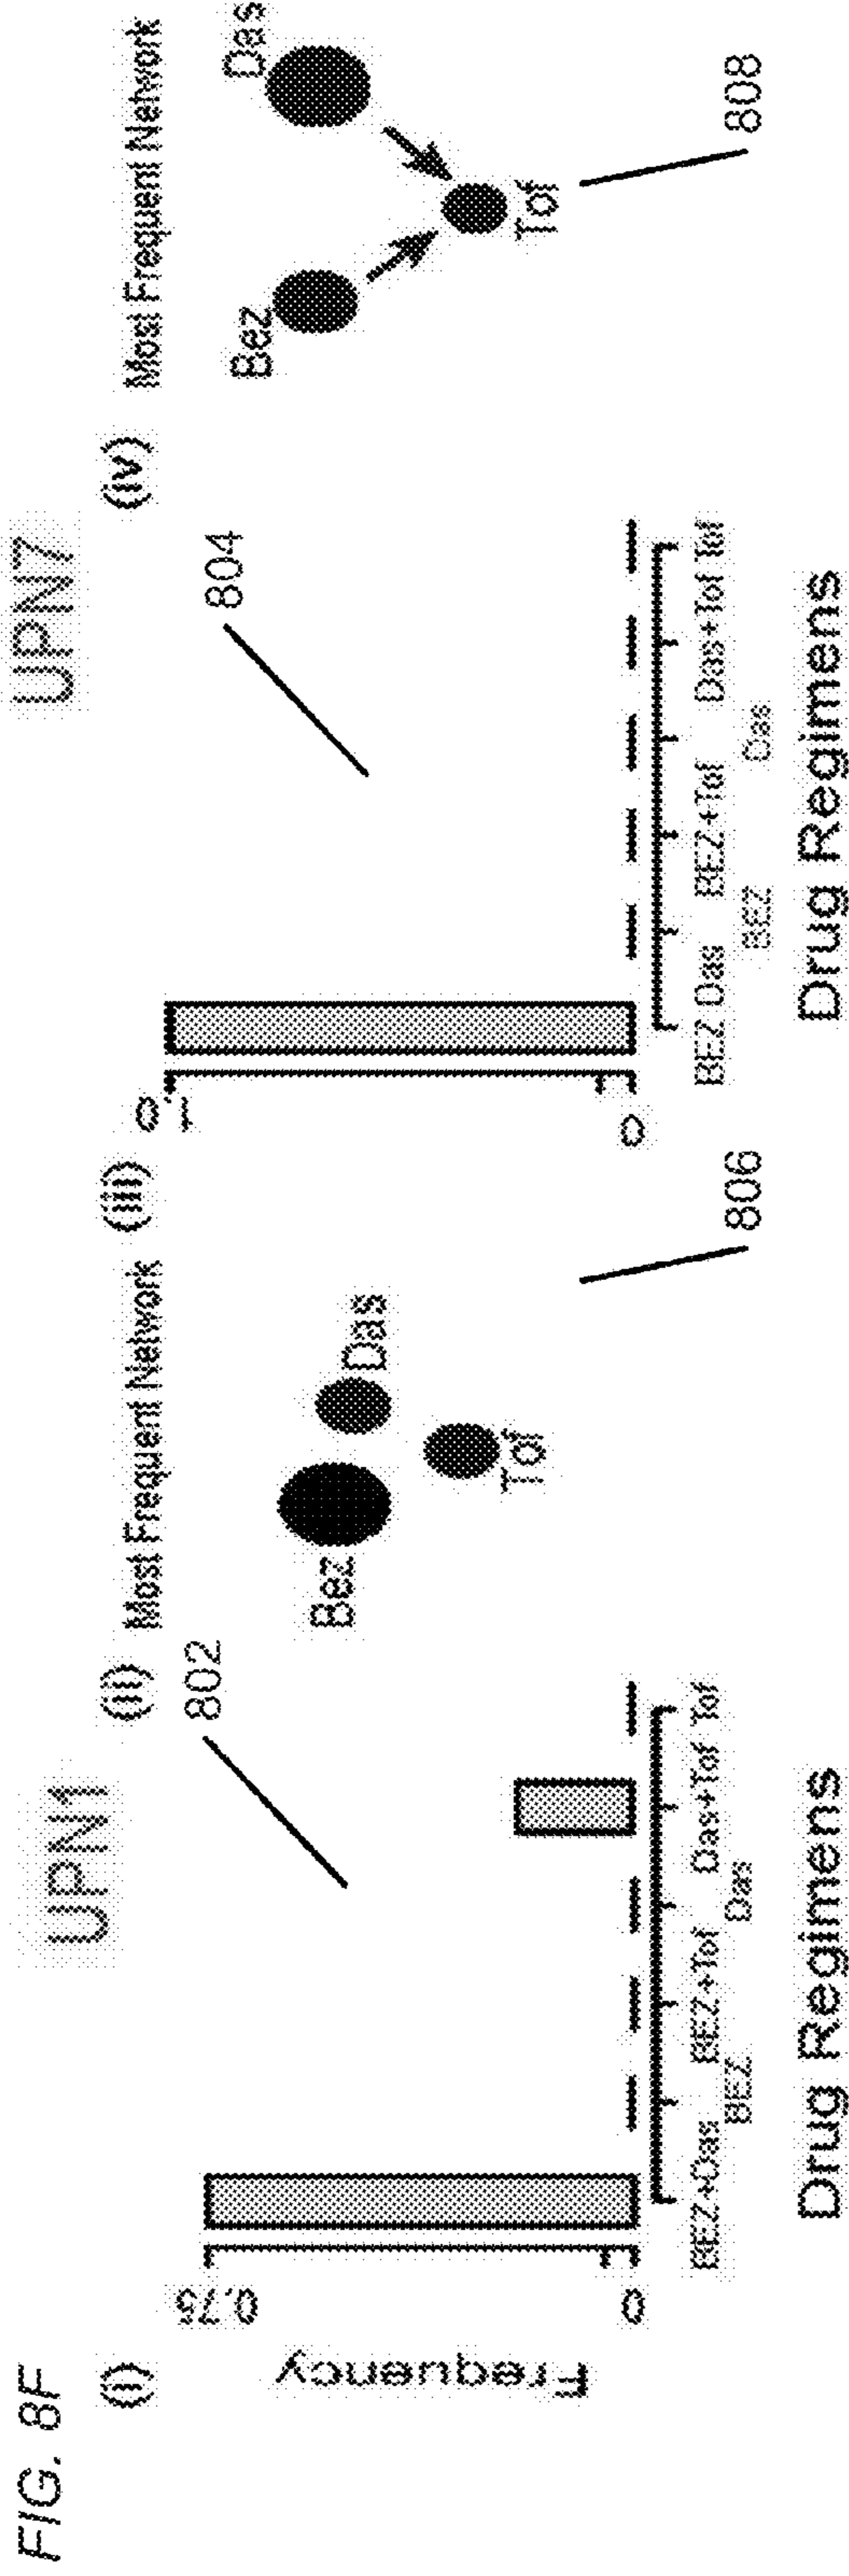 FIG. 8F
UPN1
UPN7
(i)
(ii) Most Frequent Network
(iii)
(iv) Most Frequent Network
802
804
Frequency
0.75
0
Bez
Das
Tof
1.0
0
Bez
Das
Tof
BEZ+Das BEZ+Tof Das+Tof Tof
BEZ Das
806
BEZ Das BEZ+Tof Das+Tof Tof
BEZ Das
808
Drug Regimens
Drug Regimens